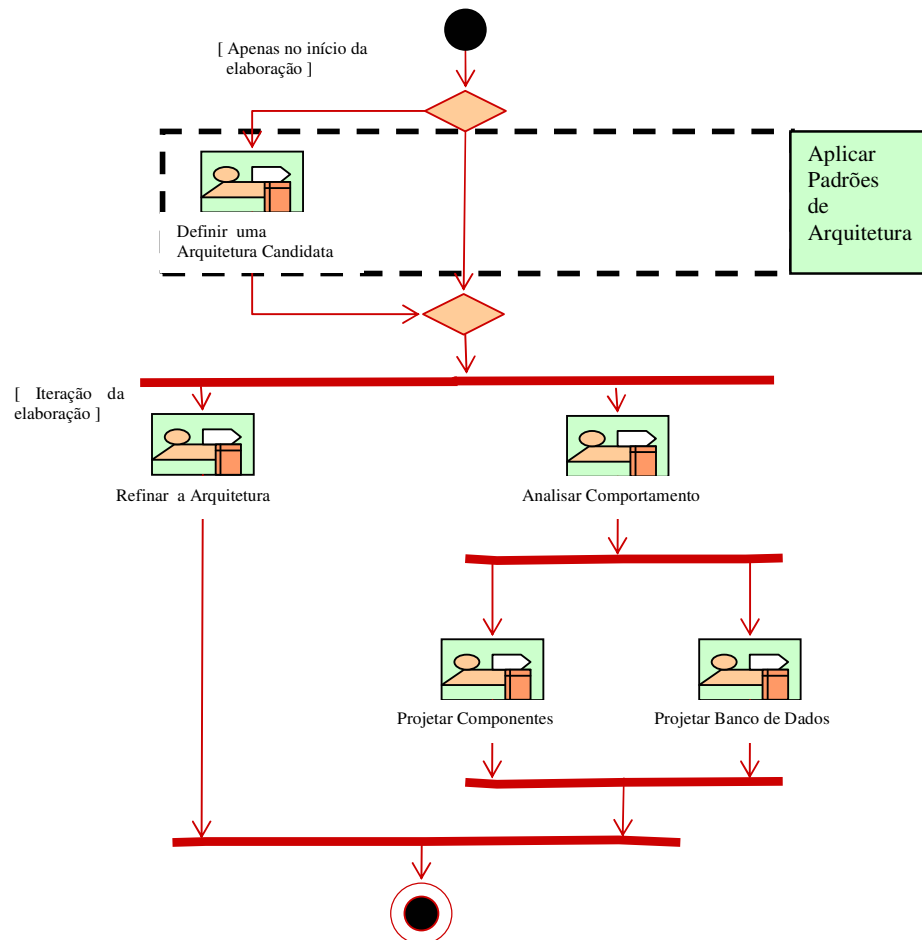 [ Apenas no início da
elaboração ]
Aplicar
Padrões
de
Arquitetura
Definir uma
Arquitetura Candidata
[ Iteração da
elaboração ]
Refinar a Arquitetura
Analisar Comportamento
Projetar Componentes
Projetar Banco de Dados